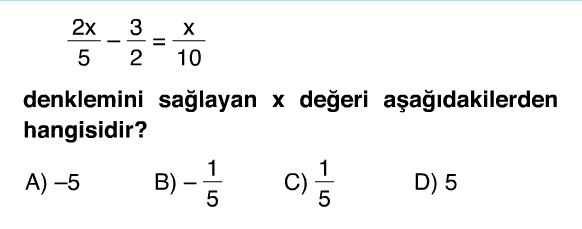 2x/5 – 3/2 = x/10
denklemini sağlayan x değeri aşağıdakilerden
hangisidir?
A) –5 B) – 1/5 C) 1/5 D) 5